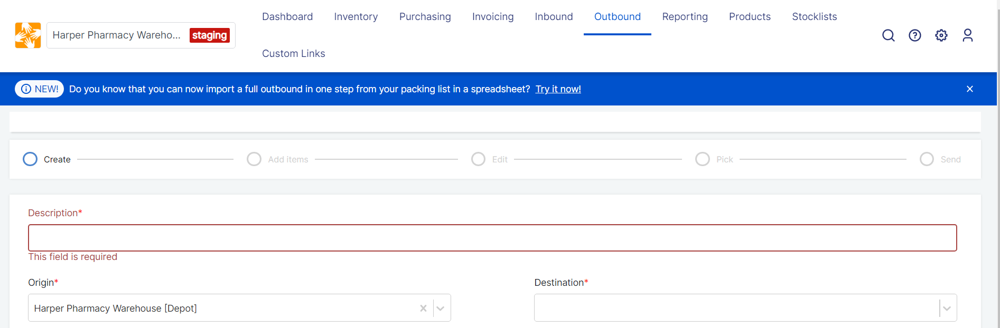 Harper Pharmacy Wareho... staging
Dashboard Inventory Purchasing Invoicing Inbound Outbound Reporting Products Stocklists
Custom Links
NEW! Do you know that you can now import a full outbound in one step from your packing list in a spreadsheet? Try it now!
Create Add items Edit Pick Send
Description*
This field is required
Origin* Destination*
Harper Pharmacy Warehouse [Depot]